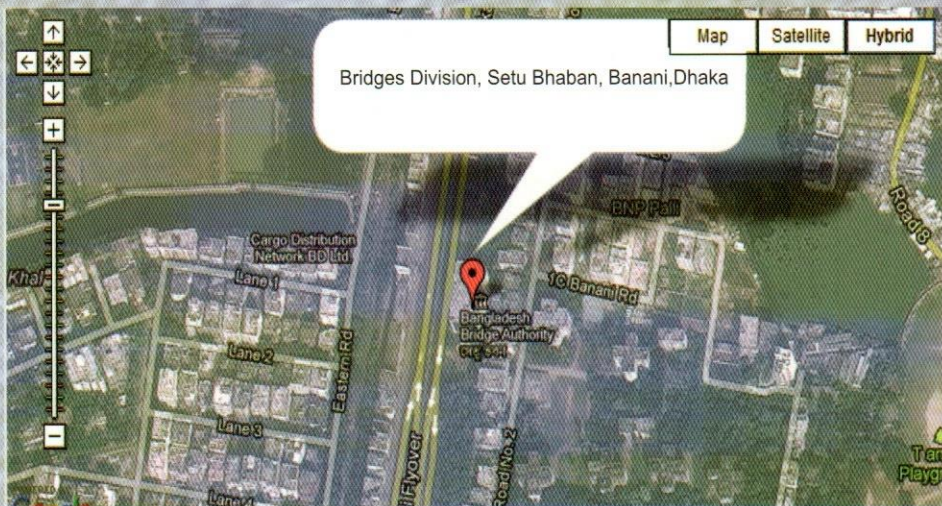 Map
Satellite
Hybrid
Bridges Division, Setu Bhaban, Banani,Dhaka
BNP Palli
Road 8
Cargo Distribution
Network BD Ltd.
Khal
Lane 1
1C Banani Rd
Bangladesh
Bridge Authority
সেতু ভবন
Lane 2
Eastern Rd
Lane 3
Flyover
Road No. 2
Lane 4